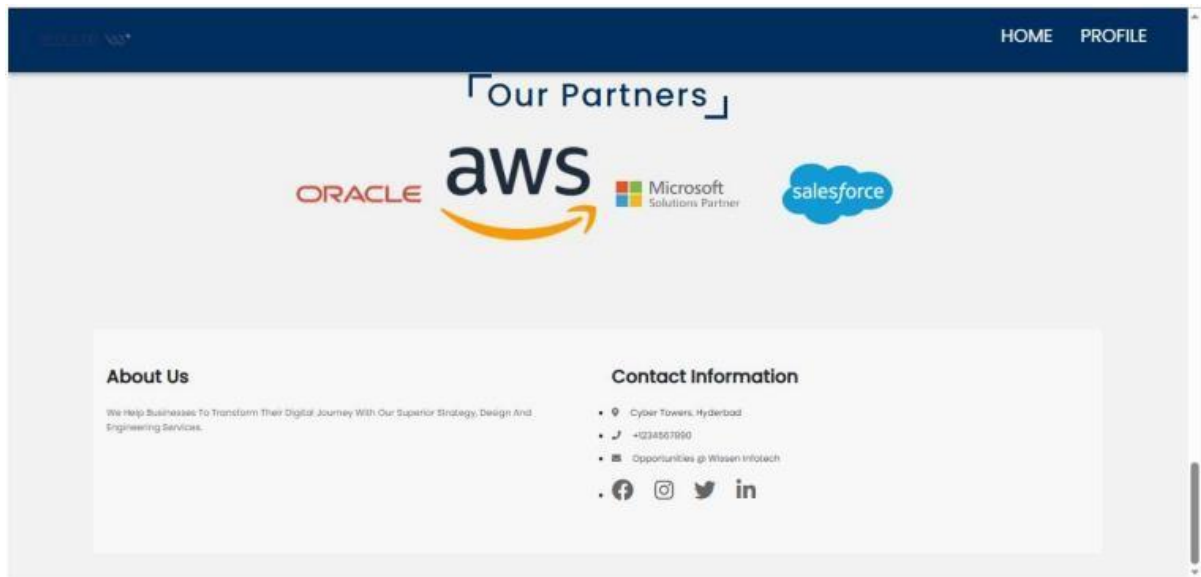 HOME PROFILE
Our Partners
ORACLE
aws
Microsoft
Solutions Partner
salesforce
About Us
We Help Businesses To Transform Their Digital Journey With Our Superior Strategy, Design And
Engineering Services.
Contact Information
Cyber Towers, Hyderbad
+1234567890
Opportunities @ Wissen Infotech